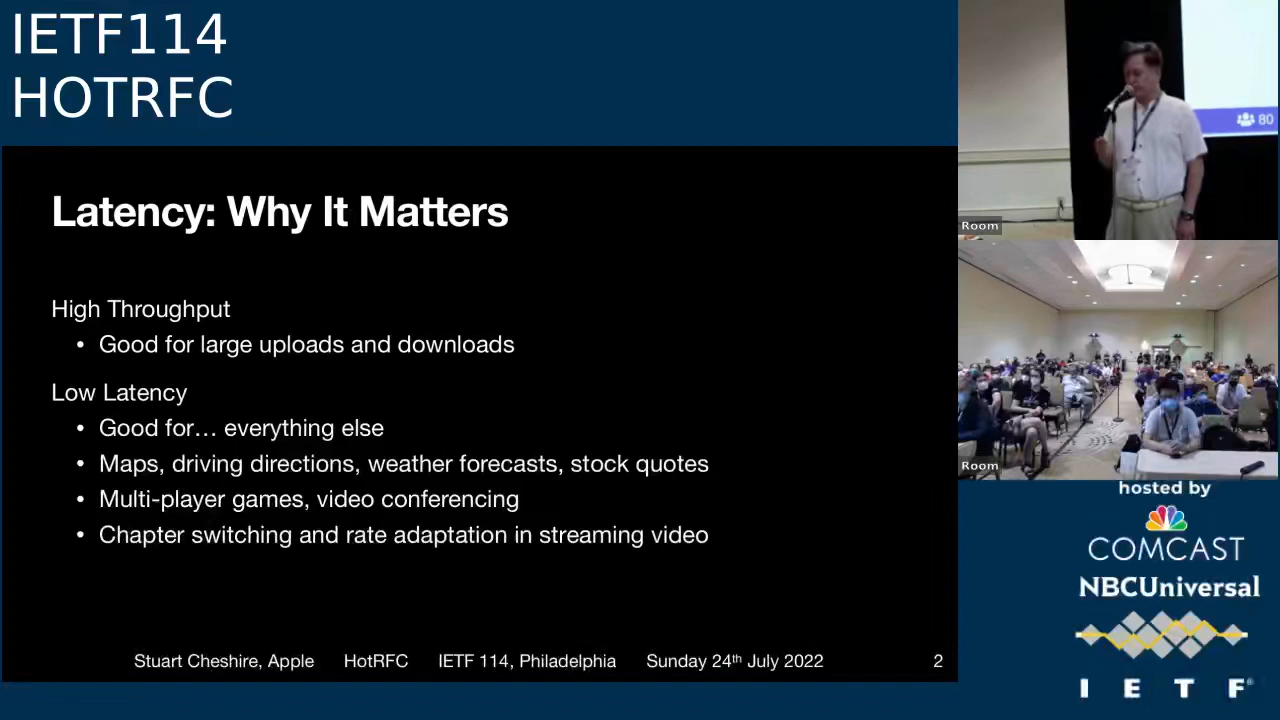 IETF114
HOTRFC
Latency: Why It Matters
High Throughput
• Good for large uploads and downloads
Low Latency
• Good for… everything else
• Maps, driving directions, weather forecasts, stock quotes
• Multi-player games, video conferencing
• Chapter switching and rate adaptation in streaming video
Stuart Cheshire, Apple HotRFC IETF 114, Philadelphia Sunday 24th July 2022 2
80
Room
Room
hosted by
COMCAST
NBCUniversal
I E T F®